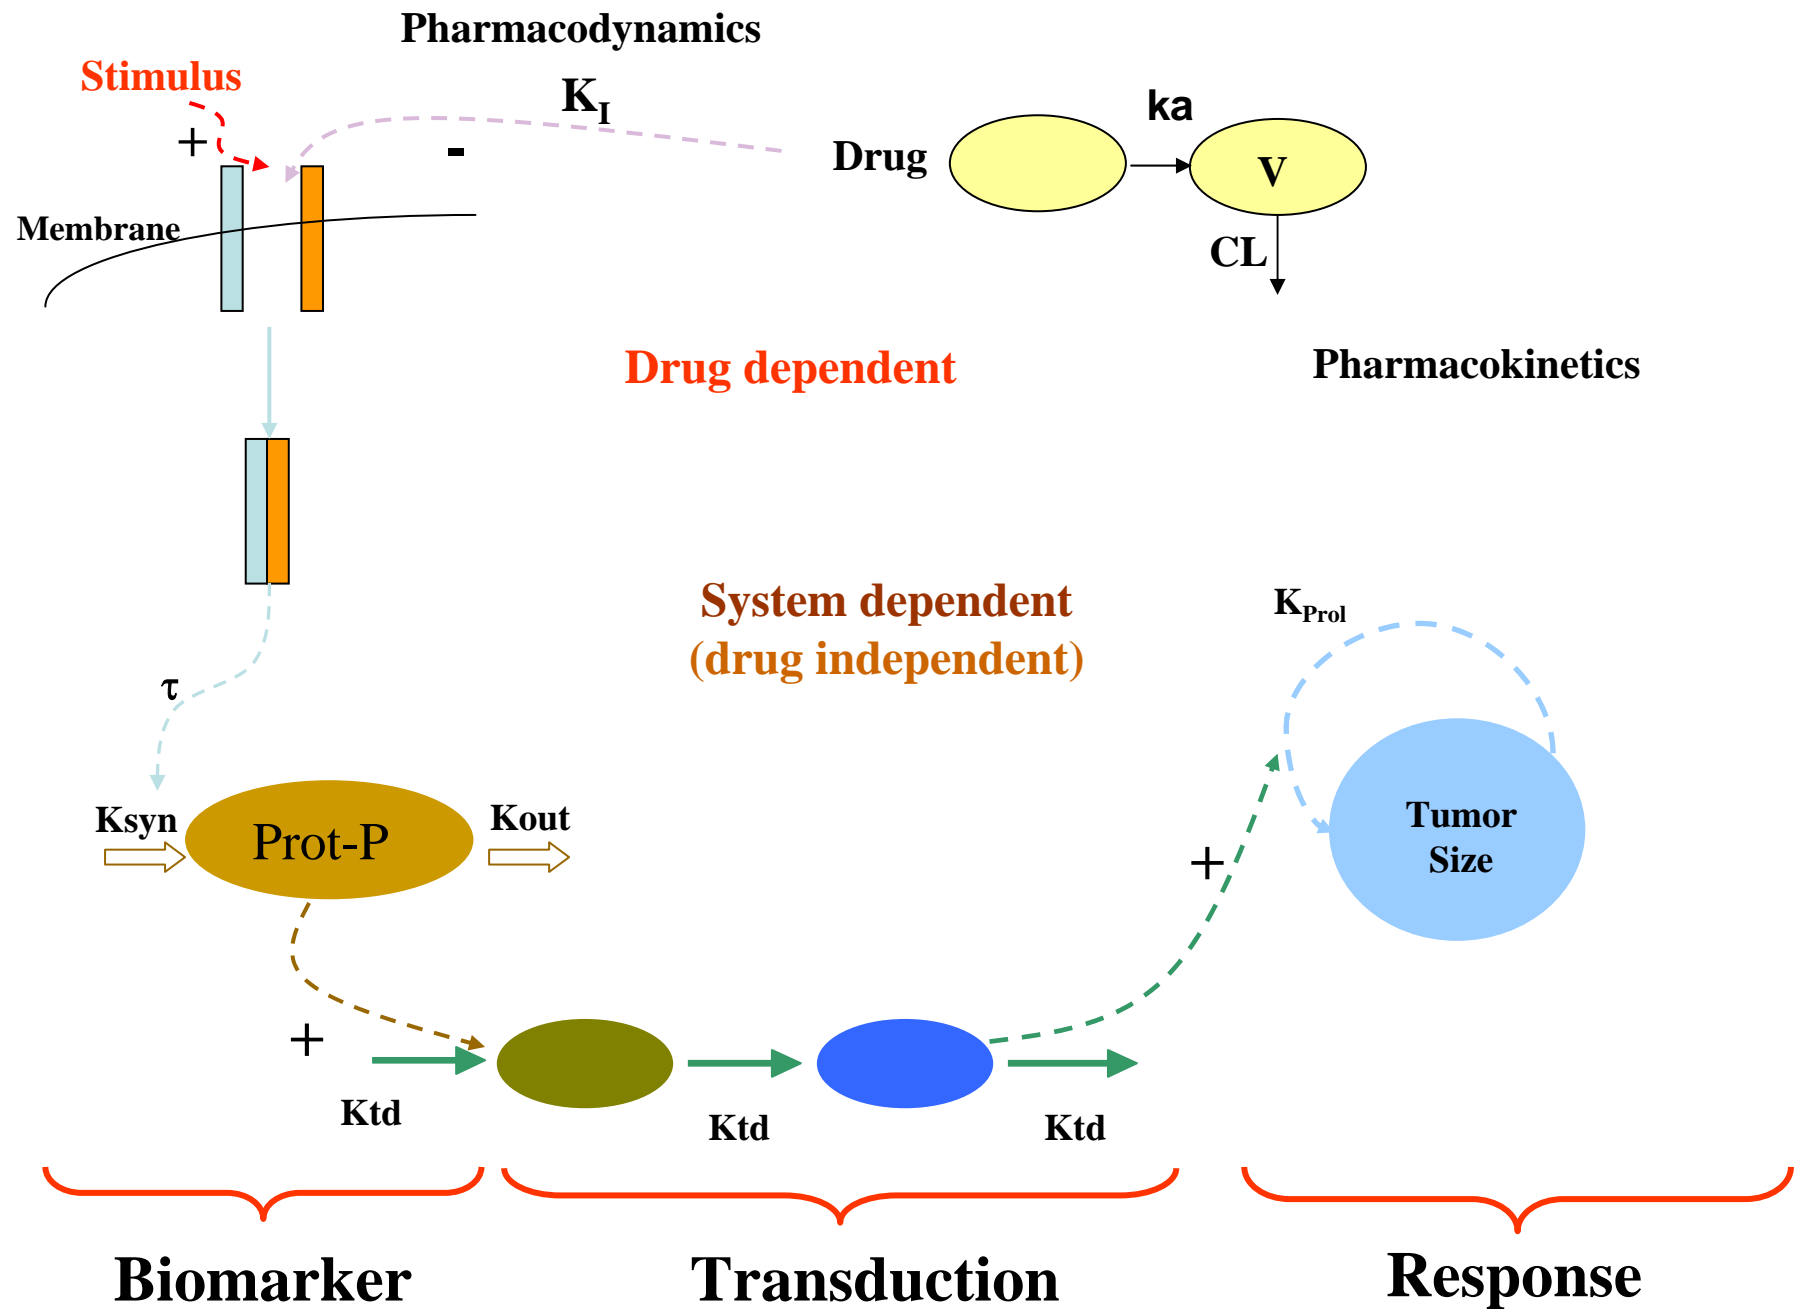 Pharmacodynamics
Stimulus
K_I
ka
+
-
Drug
V
Membrane
CL
Drug dependent
Pharmacokinetics
System dependent
(drug independent)
K_Prol
τ
Ksyn
Prot-P
Kout
Tumor
Size
+
+
Ktd
Ktd
Ktd
Biomarker
Transduction
Response